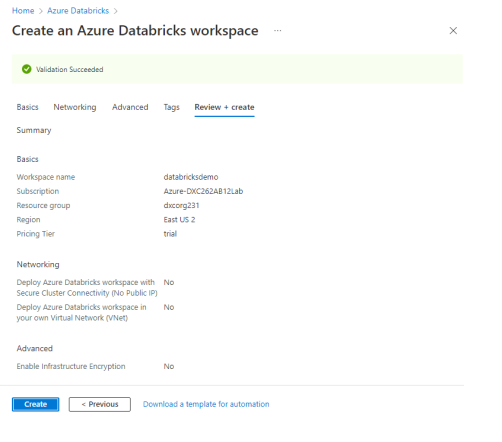 Home > Azure Databricks >
Create an Azure Databricks workspace ...
Validation Succeeded
Basics Networking Advanced Tags Review + create
Summary
Basics
Workspace name databricksdemo
Subscription Azure-DXC262AB12Lab
Resource group dxcorg231
Region East US 2
Pricing Tier trial
Networking
Deploy Azure Databricks workspace with No
Secure Cluster Connectivity (No Public IP)
Deploy Azure Databricks workspace in No
your own Virtual Network (VNet)
Advanced
Enable Infrastructure Encryption No
Create < Previous Download a template for automation